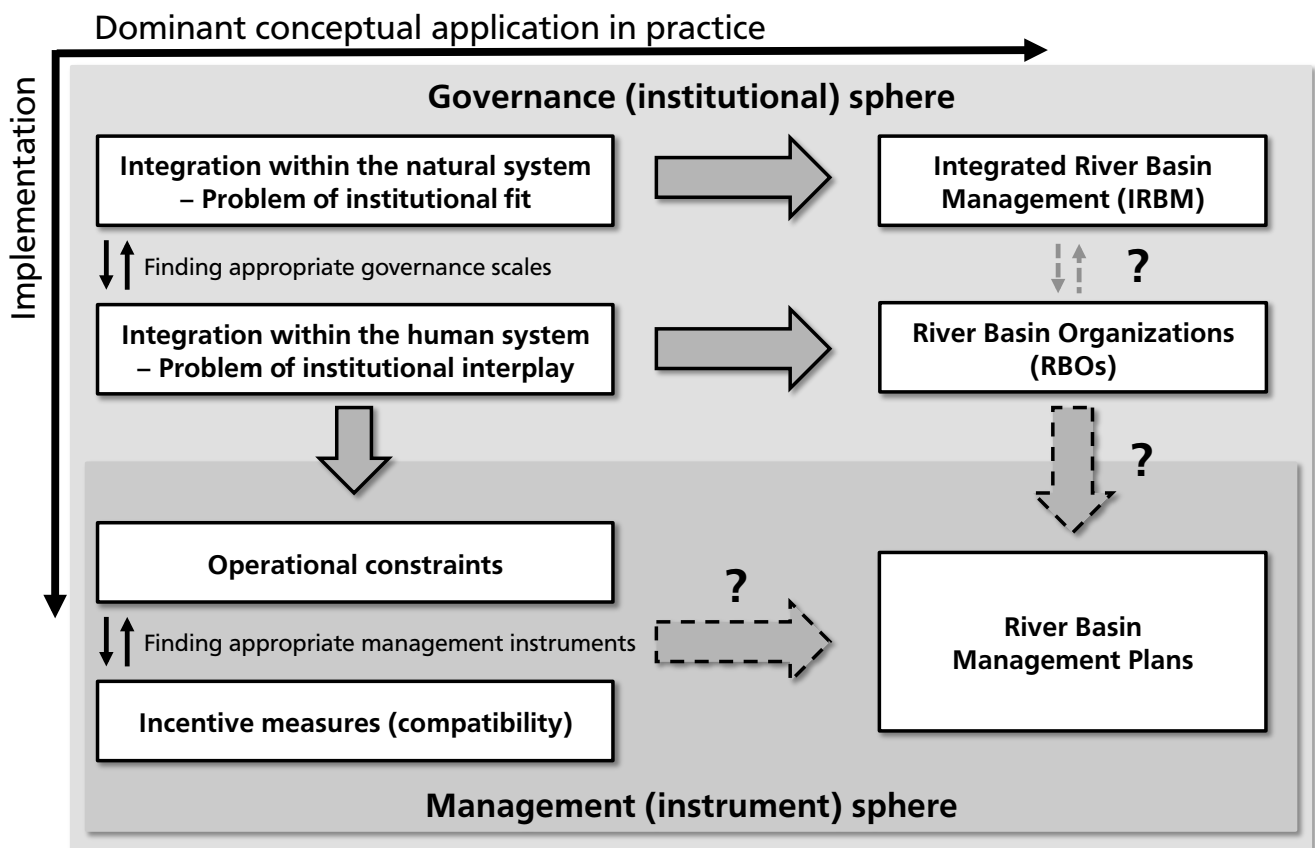 Dominant conceptual application in practice
Implementation
Governance (institutional) sphere
Integration within the natural system
– Problem of institutional fit
Integrated River Basin
Management (IRBM)
Finding appropriate governance scales
?
Integration within the human system
– Problem of institutional interplay
River Basin Organizations
(RBOs)
?
Operational constraints
?
Finding appropriate management instruments
River Basin
Management Plans
Incentive measures (compatibility)
Management (instrument) sphere